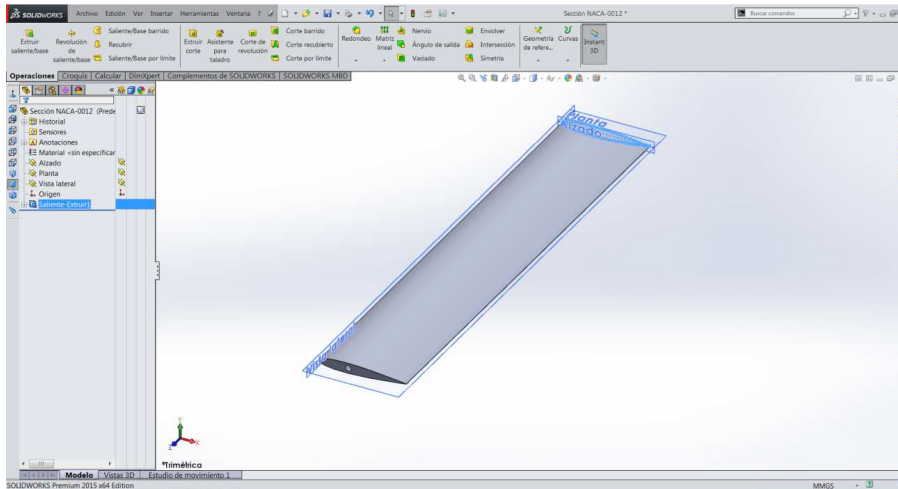 SOLIDWORKS Archivo Edición Ver Insertar Herramientas Ventana ? Sección NACA-0012 * Buscar comandos
Extruir saliente/base
Revolución de saliente/base
Saliente/Base barrido
Recubrir
Saliente/Base por límite
Extruir corte
Asistente para taladro
Corte de revolución
Corte barrido
Corte recubierto
Corte por límite
Redondeo
Matriz lineal
Nervio
Ángulo de salida
Vaciado
Envolver
Intersección
Simetría
Geometría de refere...
Curvas
Instant 3D
Operaciones Croquis Calcular DimXpert Complementos de SOLIDWORKS SOLIDWORKS MBD
Sección NACA-0012 (Prede
Historial
Sensores
Anotaciones
Material <sin especificar
Alzado
Planta
Vista lateral
Origen
Saliente-Extruir1
Planta
Alzado
Vista lateral
Y
X
Z
*Trimétrica
Modelo Vistas 3D Estudio de movimiento 1
SOLIDWORKS Premium 2015 x64 Edition MMGS